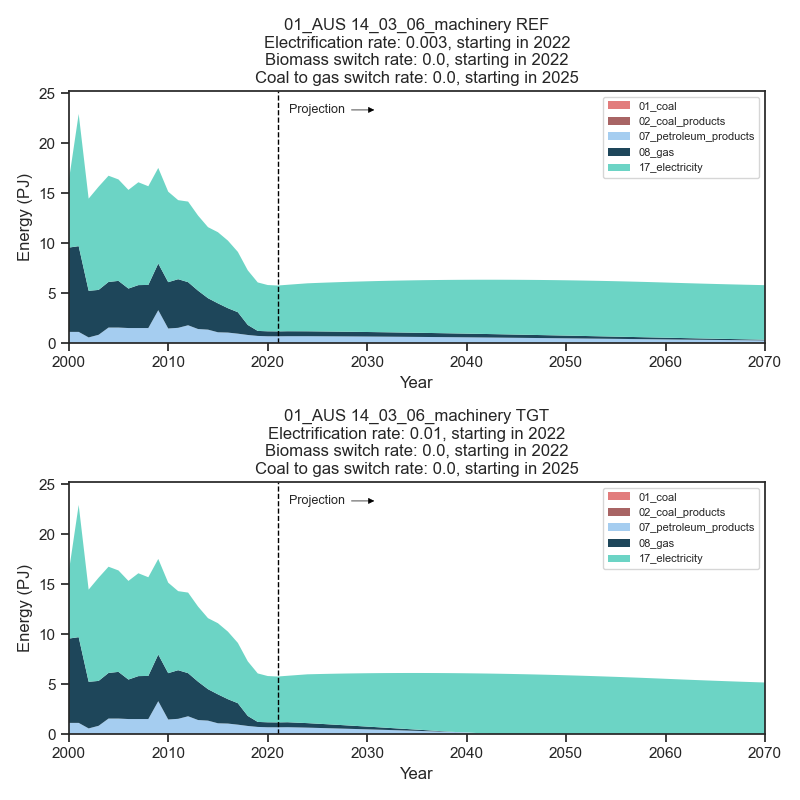 01_AUS 14_03_06_machinery REF
Electrification rate: 0.003, starting in 2022
Biomass switch rate: 0.0, starting in 2022
Coal to gas switch rate: 0.0, starting in 2025
Energy (PJ)
25
20
15
10
5
0
Projection
01_coal
02_coal_products
07_petroleum_products
08_gas
17_electricity
2000 2010 2020 2030 2040 2050 2060 2070
Year
01_AUS 14_03_06_machinery TGT
Electrification rate: 0.01, starting in 2022
Biomass switch rate: 0.0, starting in 2022
Coal to gas switch rate: 0.0, starting in 2025
Energy (PJ)
25
20
15
10
5
0
Projection
01_coal
02_coal_products
07_petroleum_products
08_gas
17_electricity
2000 2010 2020 2030 2040 2050 2060 2070
Year